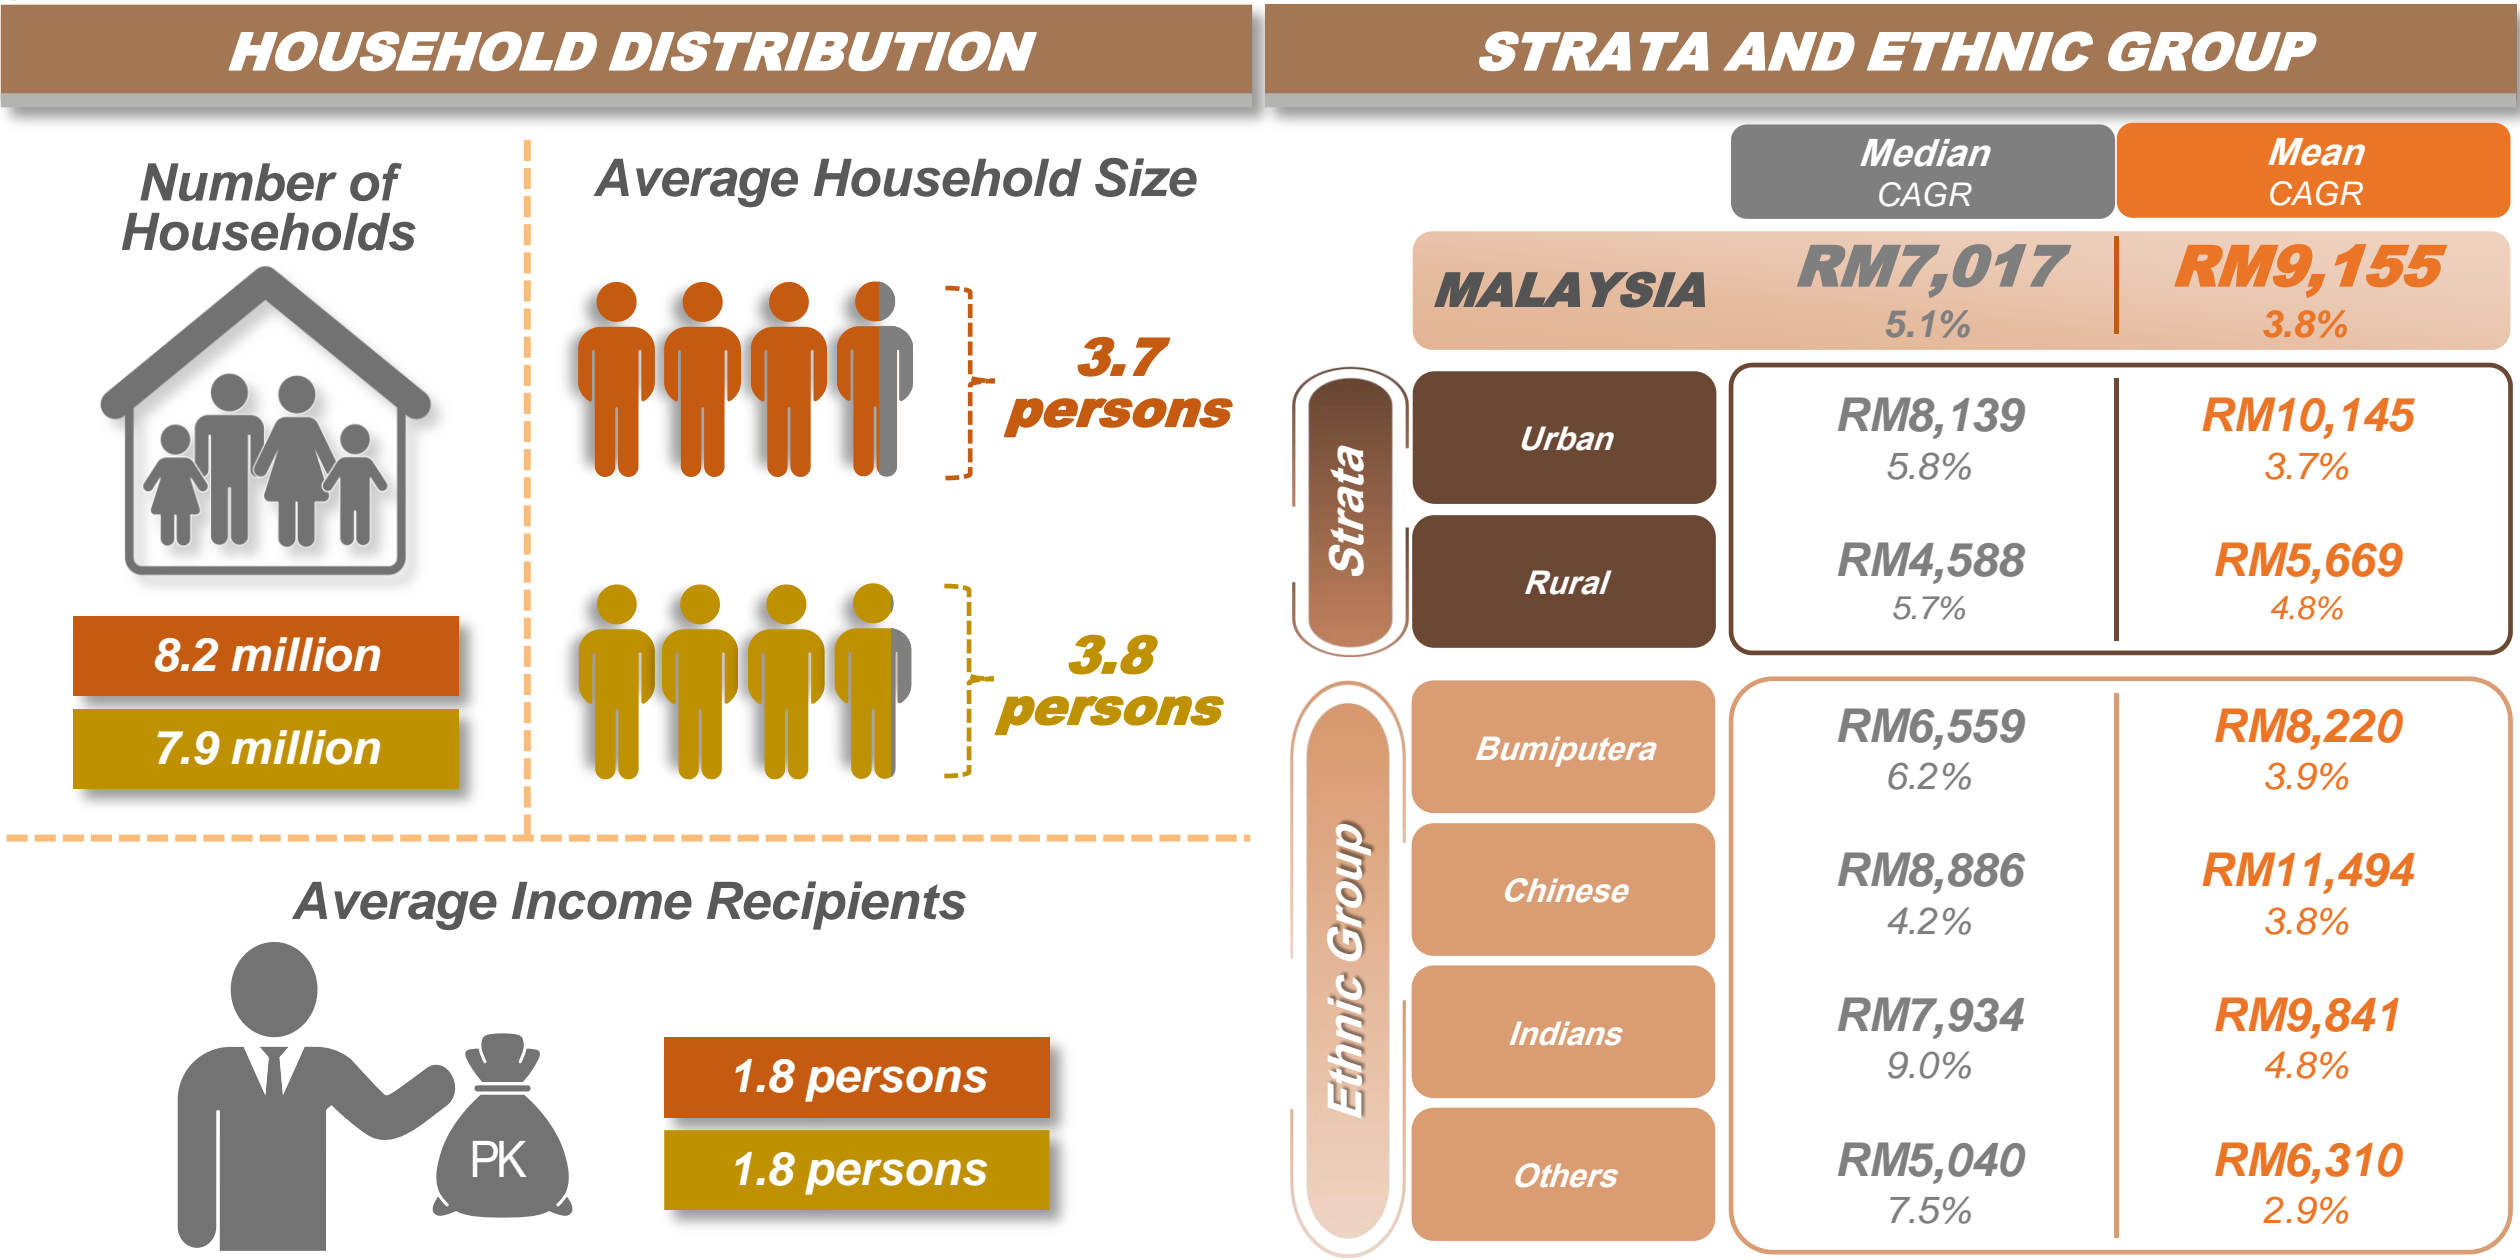 HOUSEHOLD DISTRIBUTION
Number of
Households
8.2 million
7.9 million
Average Household Size
3.7
persons
3.8
persons
Average Income Recipients
PK
1.8 persons
1.8 persons
STRATA AND ETHNIC GROUP
Median
CAGR
Mean
CAGR
MALAYSIA
RM7,017
5.1%
RM9,155
3.8%
Strata
Urban
RM8,139
5.8%
RM10,145
3.7%
Rural
RM4,588
5.7%
RM5,669
4.8%
Ethnic Group
Bumiputera
RM6,559
6.2%
RM8,220
3.9%
Chinese
RM8,886
4.2%
RM11,494
3.8%
Indians
RM7,934
9.0%
RM9,841
4.8%
Others
RM5,040
7.5%
RM6,310
2.9%